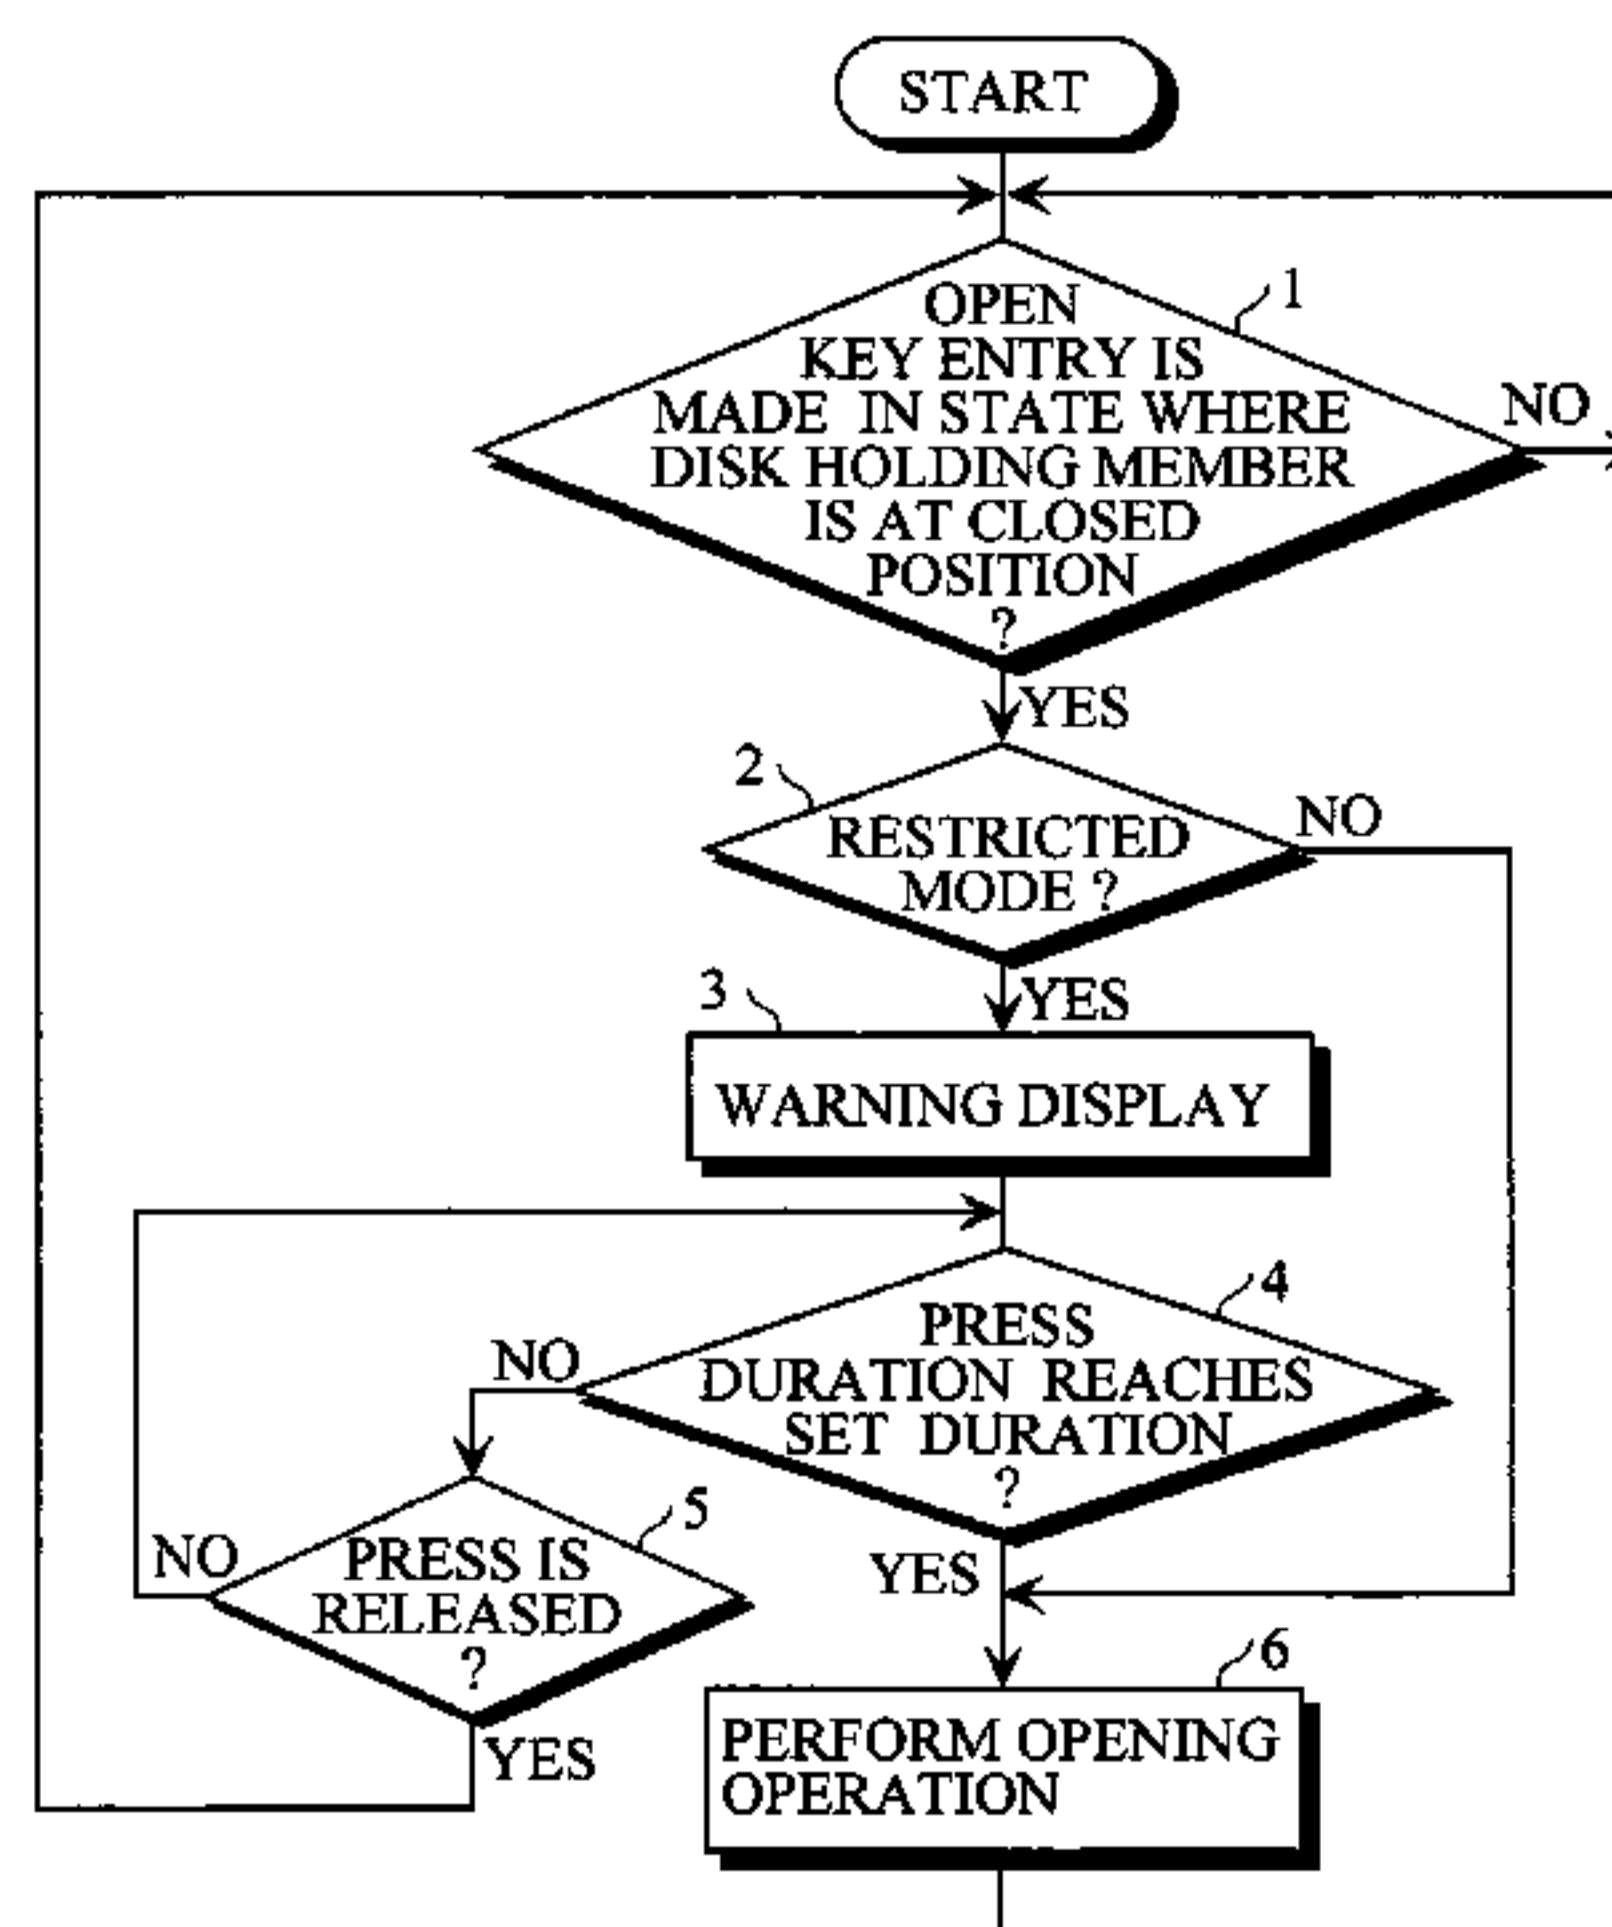 START
1
OPEN
KEY ENTRY IS
MADE IN STATE WHERE
DISK HOLDING MEMBER
IS AT CLOSED
POSITION
?
NO
YES
2
RESTRICTED
MODE ?
NO
YES
3
WARNING DISPLAY
4
PRESS
DURATION REACHES
SET DURATION
?
NO
YES
5
PRESS IS
RELEASED
?
NO
YES
6
PERFORM OPENING
OPERATION